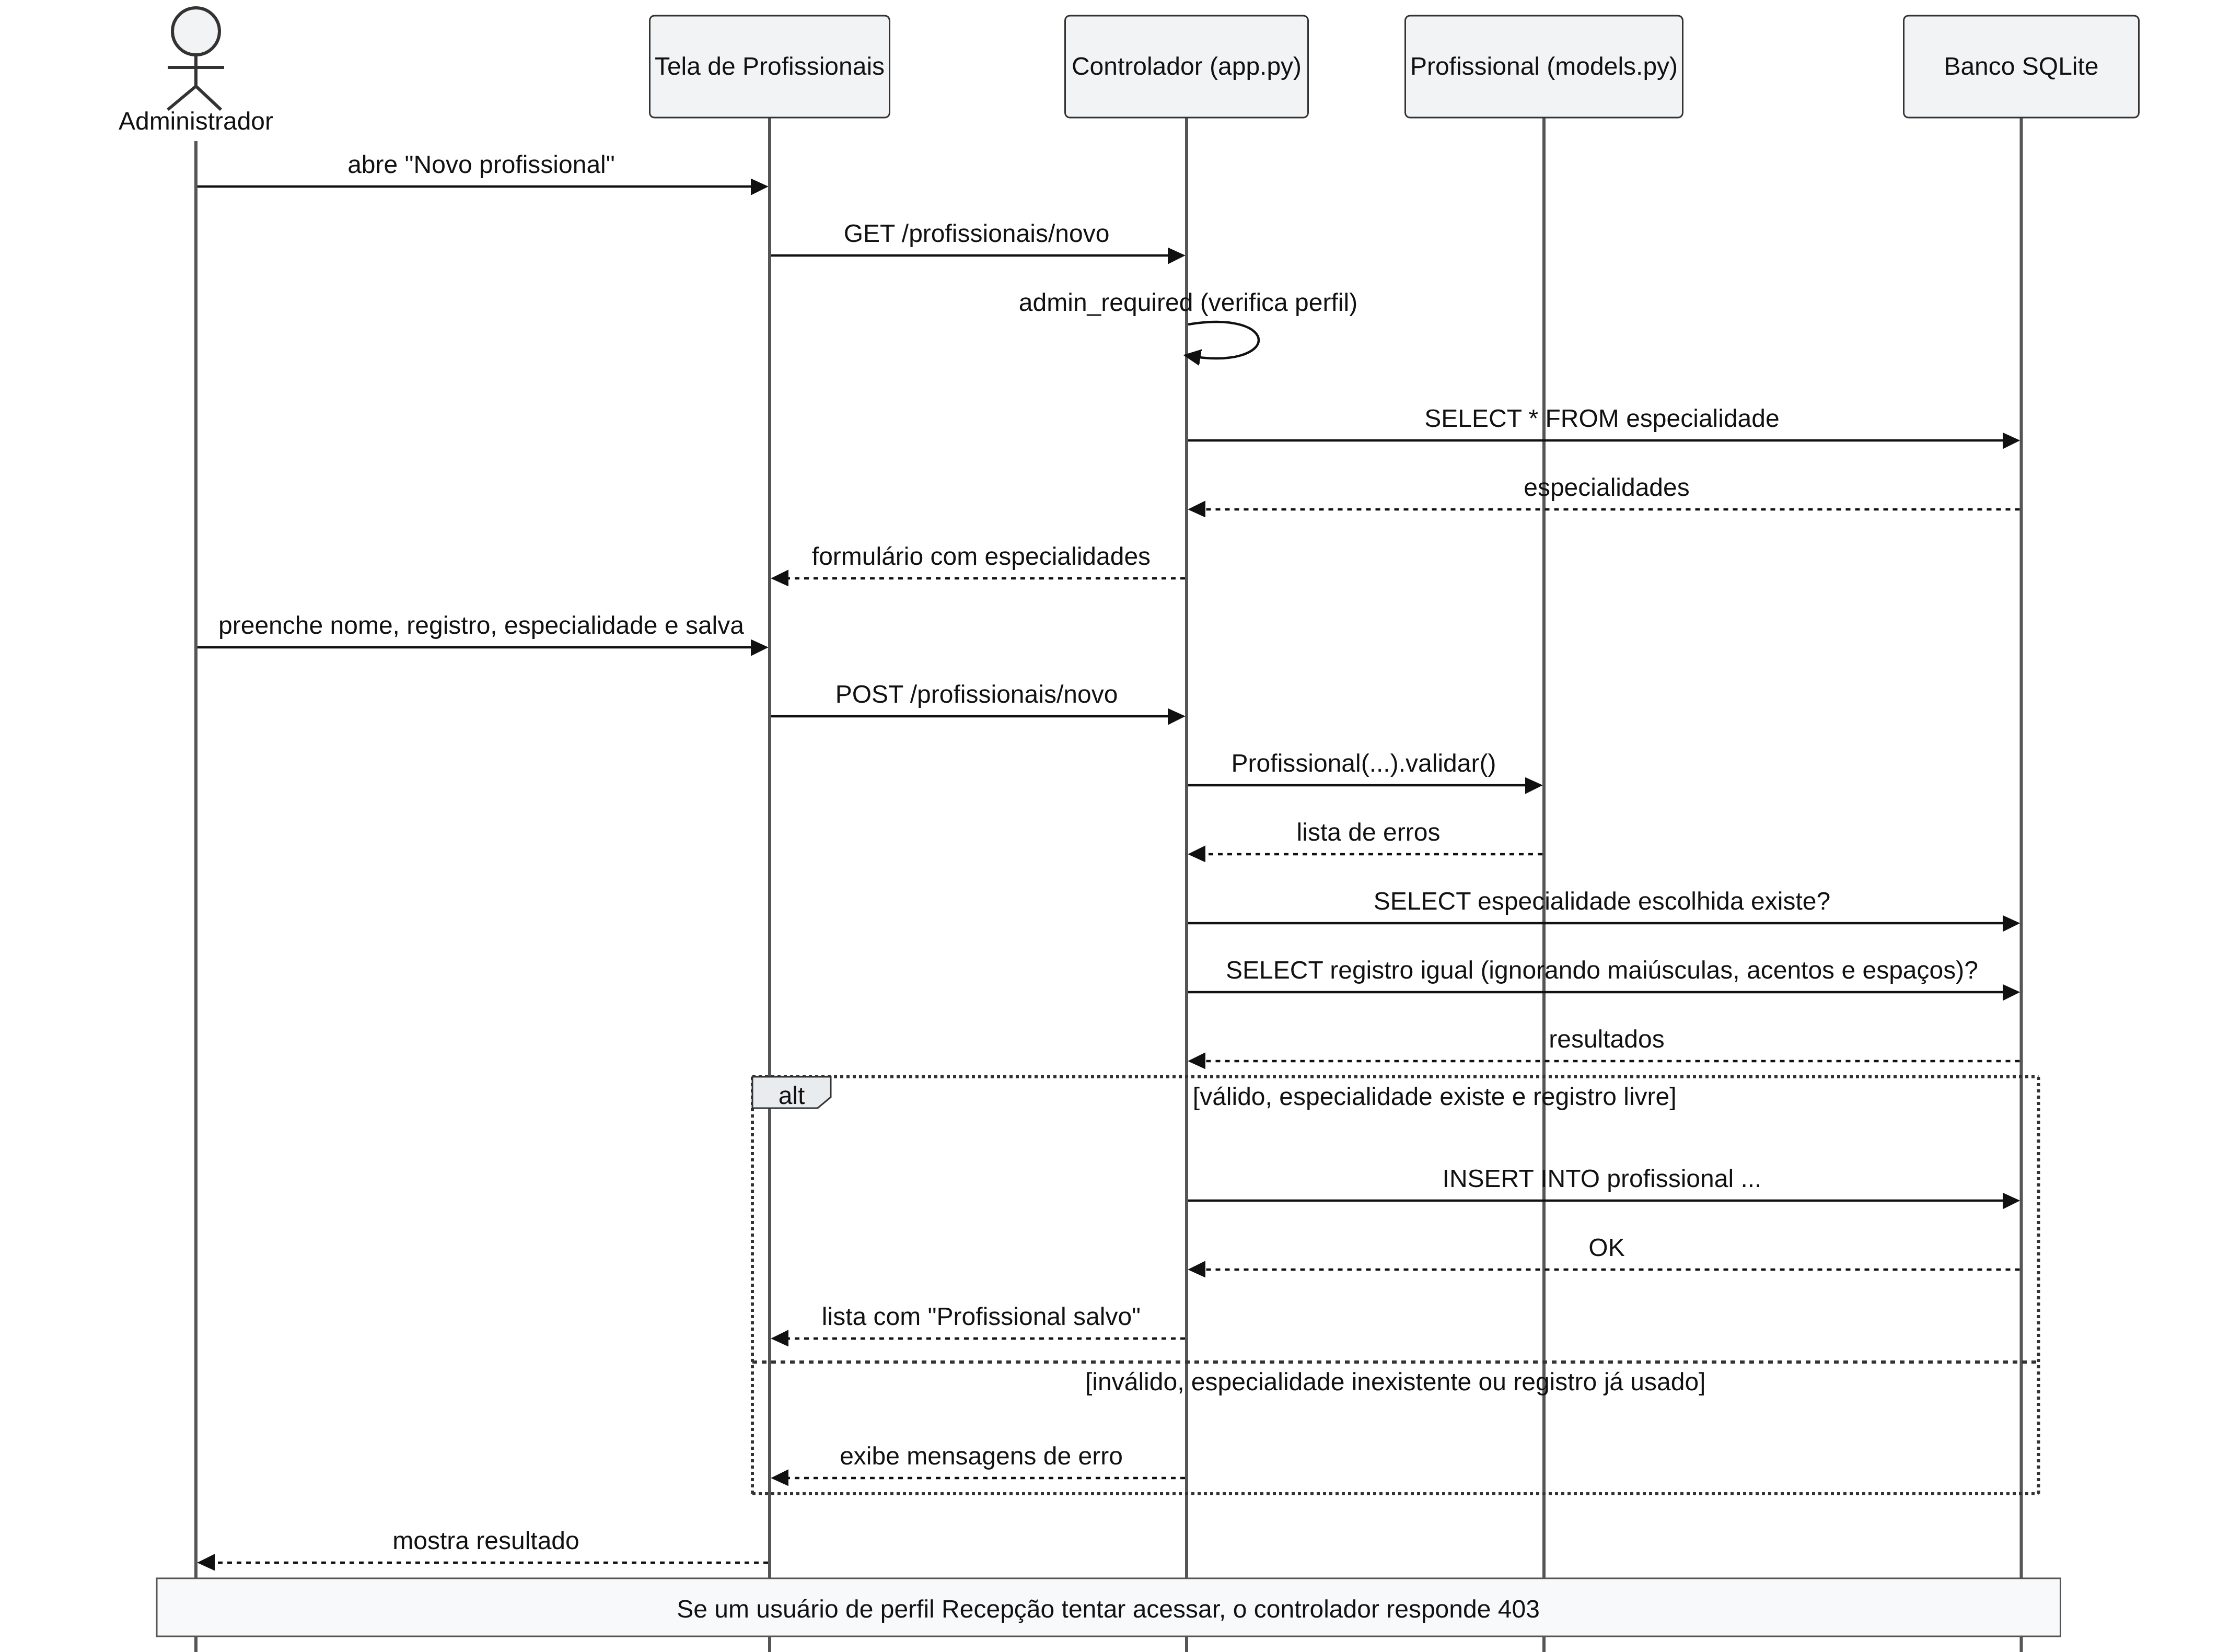 Administrador
Tela de Profissionais
Controlador (app.py)
Profissional (models.py)
Banco SQLite
abre "Novo profissional"
GET /profissionais/novo
admin_required (verifica perfil)
SELECT * FROM especialidade
especialidades
formulário com especialidades
preenche nome, registro, especialidade e salva
POST /profissionais/novo
Profissional(...).validar()
lista de erros
SELECT especialidade escolhida existe?
SELECT registro igual (ignorando maiúsculas, acentos e espaços)?
resultados
alt
[válido, especialidade existe e registro livre]
INSERT INTO profissional ...
OK
lista com "Profissional salvo"
[inválido, especialidade inexistente ou registro já usado]
exibe mensagens de erro
mostra resultado
Se um usuário de perfil Recepção tentar acessar, o controlador responde 403